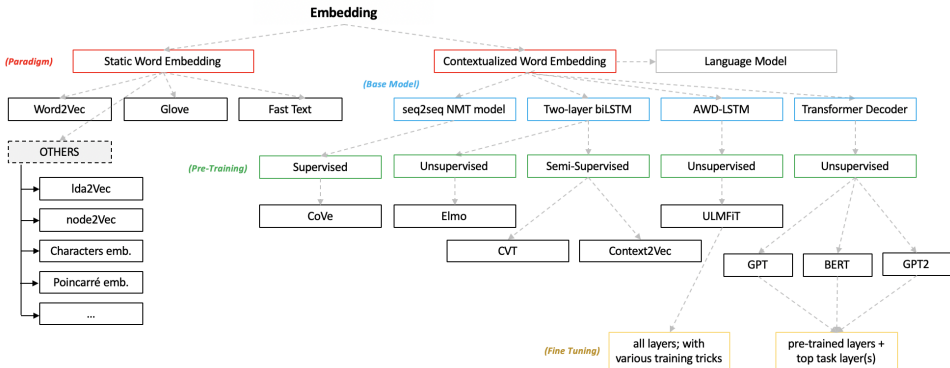 Embedding
(Paradigm)
Static Word Embedding
Contextualized Word Embedding
Language Model
(Base Model)
Word2Vec
Glove
Fast Text
seq2seq NMT model
Two-layer biLSTM
AWD-LSTM
Transformer Decoder
OTHERS
(Pre-Training)
Supervised
Unsupervised
Semi-Supervised
Unsupervised
Unsupervised
lda2Vec
node2Vec
Characters emb.
Poincarré emb.
...
CoVe
Elmo
ULMFiT
CVT
Context2Vec
GPT
BERT
GPT2
(Fine Tuning)
all layers; with
various training tricks
pre-trained layers +
top task layer(s)